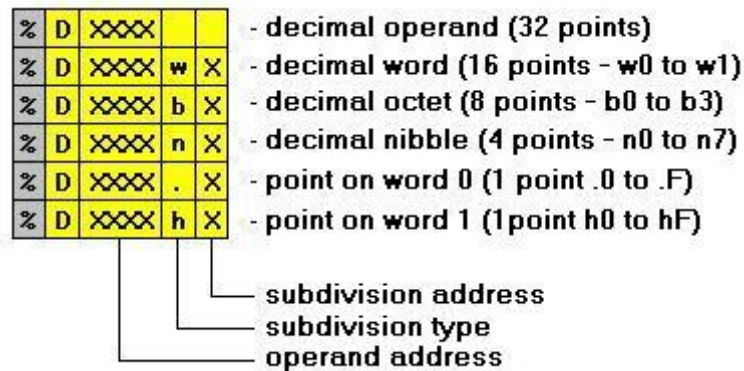 % D XXXX - decimal operand (32 points)
% D XXXX w X - decimal word (16 points - w0 to w1)
% D XXXX b X - decimal octet (8 points - b0 to b3)
% D XXXX n X - decimal nibble (4 points - n0 to n7)
% D XXXX . X - point on word 0 (1 point .0 to .F)
% D XXXX h X - point on word 1 (1point h0 to hF)
subdivision address
subdivision type
operand address